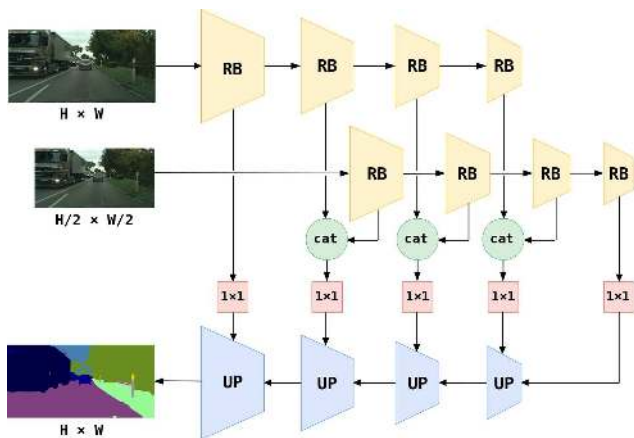 RB
RB
RB
RB
H × W
RB
RB
RB
RB
H/2 × W/2
cat
cat
cat
1×1
1×1
1×1
1×1
1×1
UP
UP
UP
UP
H × W